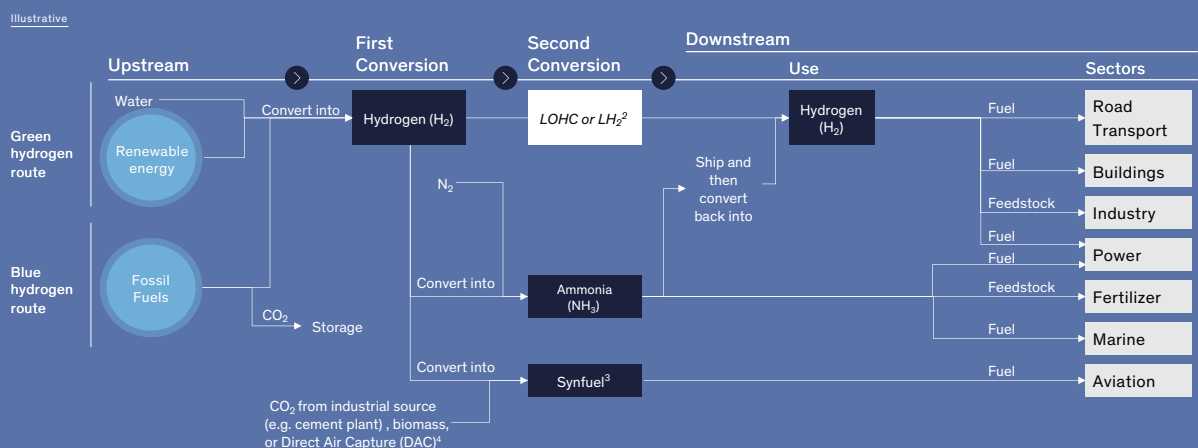 Illustrative
Upstream
First
Conversion
Second
Conversion
Downstream
Use
Sectors
Green
hydrogen
route
Water
Renewable
energy
Convert into
Hydrogen (H₂)
LOHC or LH₂²
Hydrogen
(H₂)
Fuel
Road
Transport
Fuel
Buildings
Feedstock
Industry
Fuel
Fuel
Power
N₂
Ship and
then
convert
back into
Blue
hydrogen
route
Fossil
Fuels
CO₂
Storage
Convert into
Ammonia
(NH₃)
Feedstock
Fertilizer
Fuel
Marine
Convert into
Synfuel³
Fuel
Aviation
CO₂ from industrial source
(e.g. cement plant) , biomass,
or Direct Air Capture (DAC)⁴